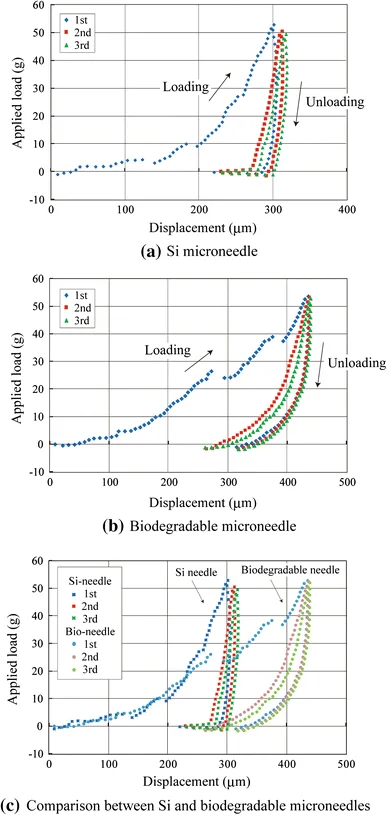 60
50
40
30
20
10
0
-10
Applied load (g)
1st
2nd
3rd
Loading
Unloading
0 100 200 300 400
Displacement (μm)
(a) Si microneedle
60
50
40
30
20
10
0
-10
Applied load (g)
1st
2nd
3rd
Loading
Unloading
0 100 200 300 400 500
Displacement (μm)
(b) Biodegradable microneedle
60
50
40
30
20
10
0
-10
Applied load (g)
Si-needle
1st
2nd
3rd
Bio-needle
1st
2nd
3rd
Si needle
Biodegradable needle
0 100 200 300 400 500
Displacement (μm)
(c) Comparison between Si and biodegradable microneedles